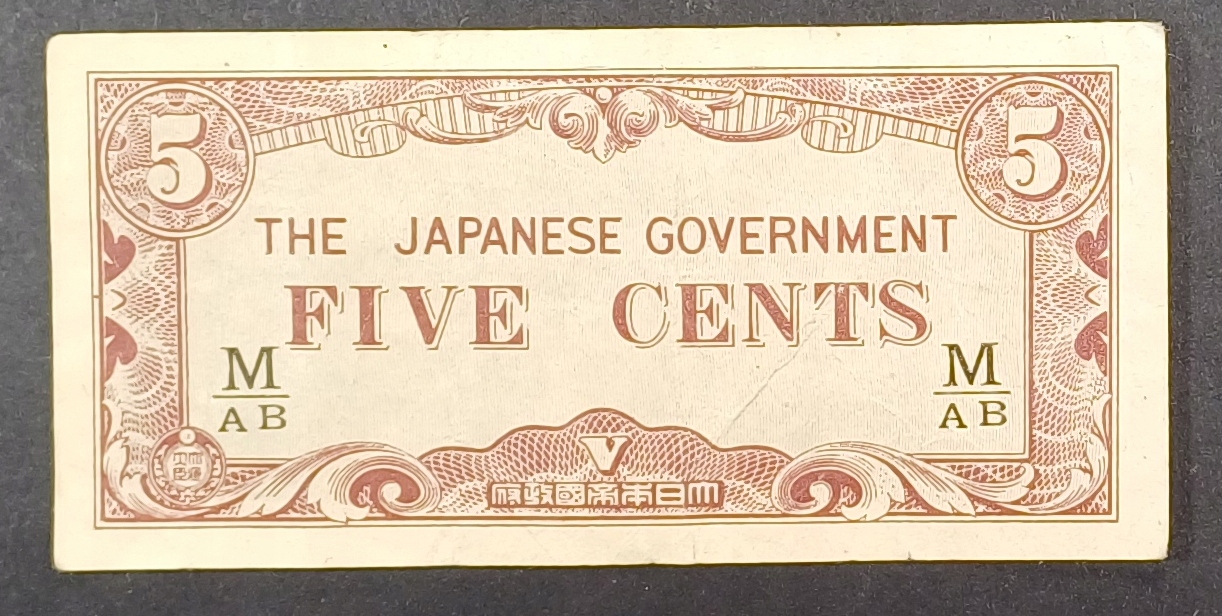 5 5
THE JAPANESE GOVERNMENT
FIVE CENTS
M M
AB AB
V
大日本帝國政府